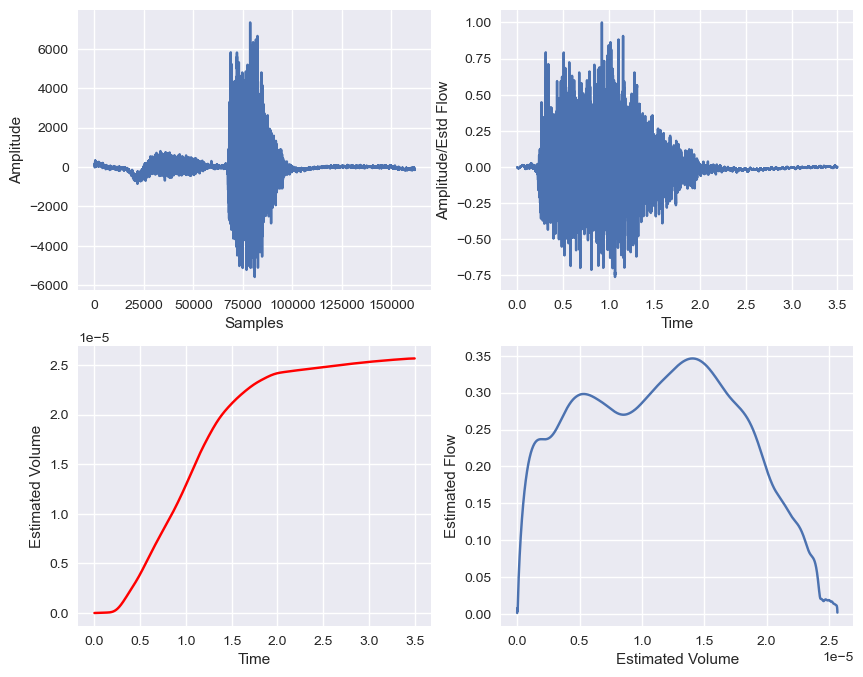 6000
4000
2000
0
−2000
−4000
−6000
Amplitude
0 25000 50000 75000 100000 125000 150000
Samples
1.00
0.75
0.50
0.25
0.00
−0.25
−0.50
−0.75
Amplitude/Estd Flow
0.0 0.5 1.0 1.5 2.0 2.5 3.0 3.5
Time
1e−5
2.5
2.0
1.5
1.0
0.5
0.0
Estimated Volume
0.0 0.5 1.0 1.5 2.0 2.5 3.0 3.5
Time
0.35
0.30
0.25
0.20
0.15
0.10
0.05
0.00
Estimated Flow
0.0 0.5 1.0 1.5 2.0 2.5
1e−5
Estimated Volume